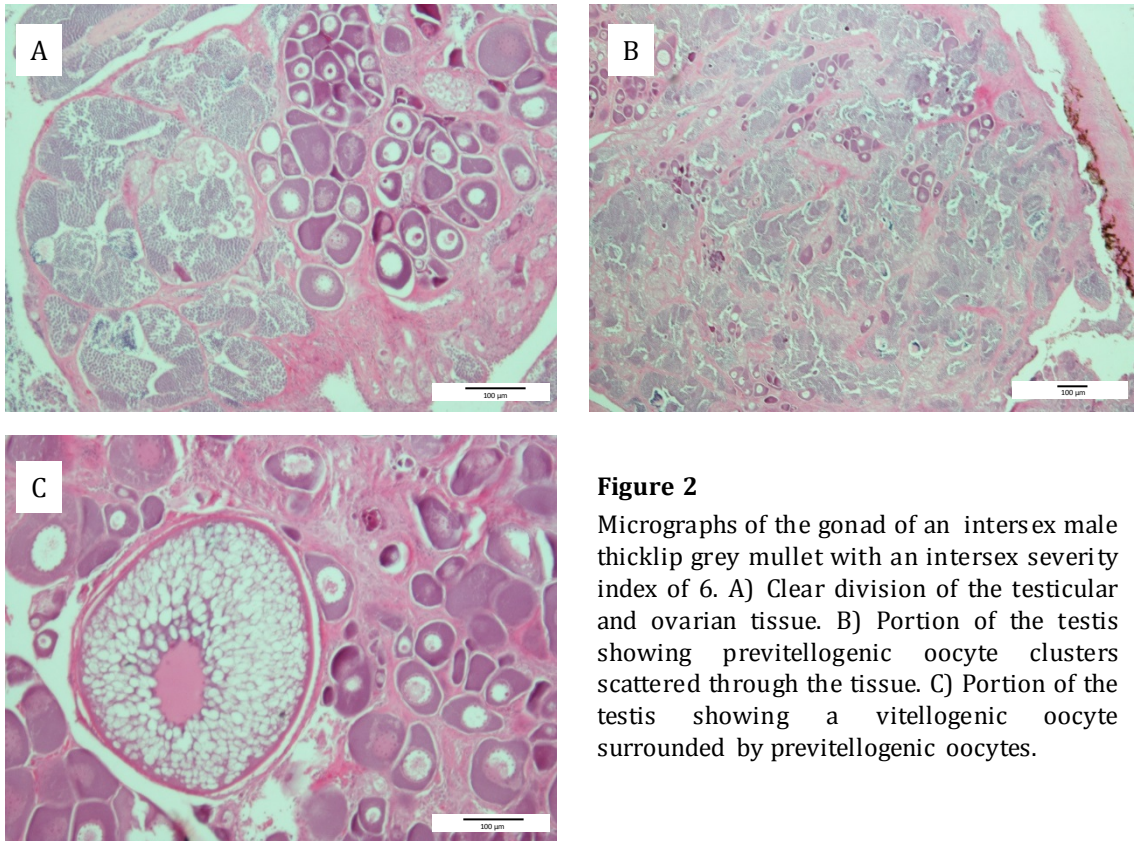 A
100 µm
B
100 µm
C
100 µm
Figure 2
Micrographs of the gonad of an intersex male
thicklip grey mullet with an intersex severity
index of 6. A) Clear division of the testicular
and ovarian tissue. B) Portion of the testis
showing previtellogenic oocyte clusters
scattered through the tissue. C) Portion of the
testis showing a vitellogenic oocyte
surrounded by previtellogenic oocytes.